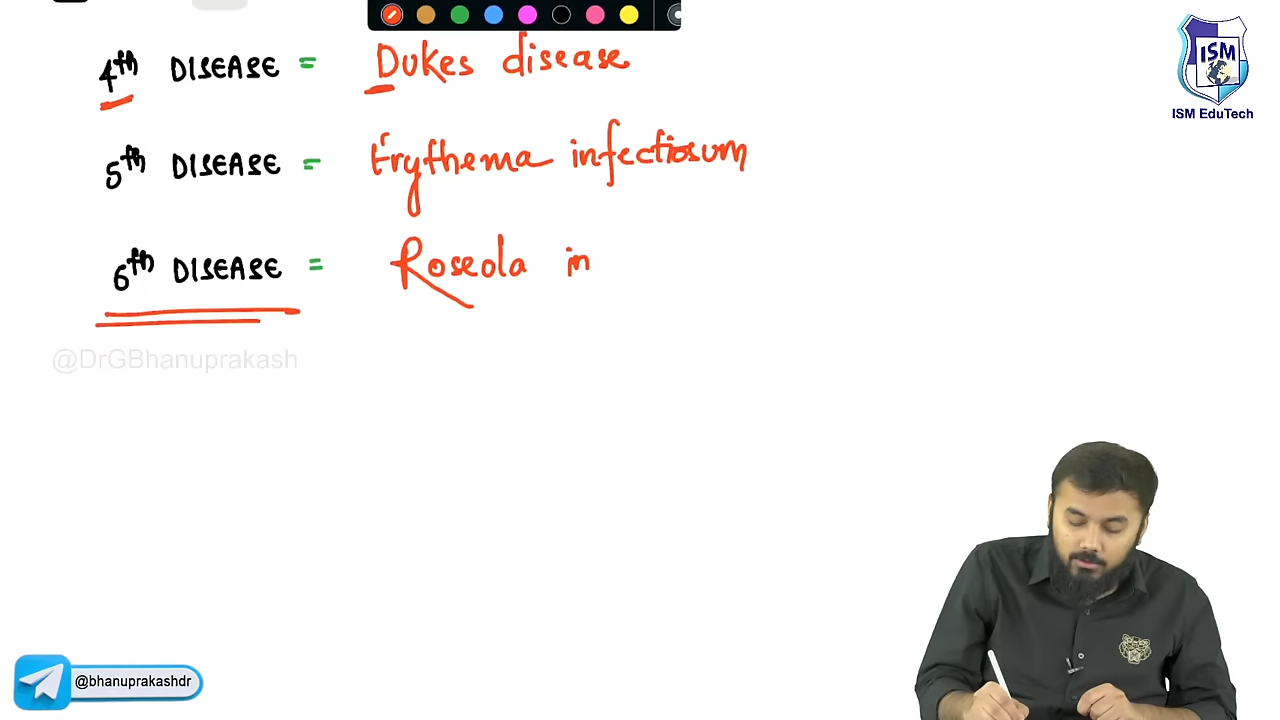 4th DISEASE = Dukes disease
5th DISEASE = Erythema infectiosum
6th DISEASE = Roseola in
@DrGBhanuprakash
ISM
ISM EduTech
@bhanuprakashdr